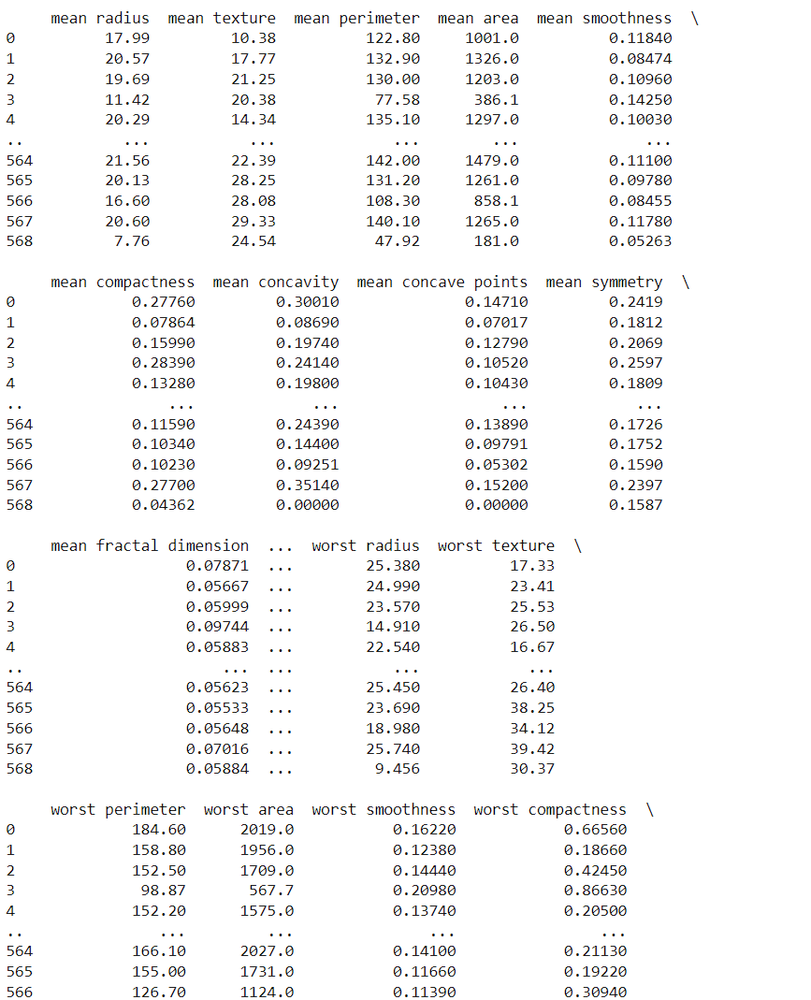 mean radius  mean texture  mean perimeter  mean area  mean smoothness  \
0          17.99         10.38          122.80     1001.0          0.11840
1          20.57         17.77          132.90     1326.0          0.08474
2          19.69         21.25          130.00     1203.0          0.10960
3          11.42         20.38           77.58      386.1          0.14250
4          20.29         14.34          135.10     1297.0          0.10030
..           ...           ...             ...        ...              ...
564        21.56         22.39          142.00     1479.0          0.11100
565        20.13         28.25          131.20     1261.0          0.09780
566        16.60         28.08          108.30      858.1          0.08455
567        20.60         29.33          140.10     1265.0          0.11780
568         7.76         24.54           47.92      181.0          0.05263

     mean compactness  mean concavity  mean concave points  mean symmetry  \
0             0.27760         0.30010              0.14710         0.2419
1             0.07864         0.08690              0.07017         0.1812
2             0.15990         0.19740              0.12790         0.2069
3             0.28390         0.24140              0.10520         0.2597
4             0.13280         0.19800              0.10430         0.1809
..                ...             ...                  ...            ...
564           0.11590         0.24390              0.13890         0.1726
565           0.10340         0.14400              0.09791         0.1752
566           0.10230         0.09251              0.05302         0.1590
567           0.27700         0.35140              0.15200         0.2397
568           0.04362         0.00000              0.00000         0.1587

     mean fractal dimension  ...  worst radius  worst texture  \
0                   0.07871  ...        25.380          17.33
1                   0.05667  ...        24.990          23.41
2                   0.05999  ...        23.570          25.53
3                   0.09744  ...        14.910          26.50
4                   0.05883  ...        22.540          16.67
..                      ...  ...           ...            ...
564                 0.05623  ...        25.450          26.40
565                 0.05533  ...        23.690          38.25
566                 0.05648  ...        18.980          34.12
567                 0.07016  ...        25.740          39.42
568                 0.05884  ...         9.456          30.37

     worst perimeter  worst area  worst smoothness  worst compactness  \
0             184.60      2019.0           0.16220            0.66560
1             158.80      1956.0           0.12380            0.18660
2             152.50      1709.0           0.14440            0.42450
3              98.87       567.7           0.20980            0.86630
4             152.20      1575.0           0.13740            0.20500
..               ...         ...               ...                ...
564           166.10      2027.0           0.14100            0.21130
565           155.00      1731.0           0.11660            0.19220
566           126.70      1124.0           0.11390            0.30940